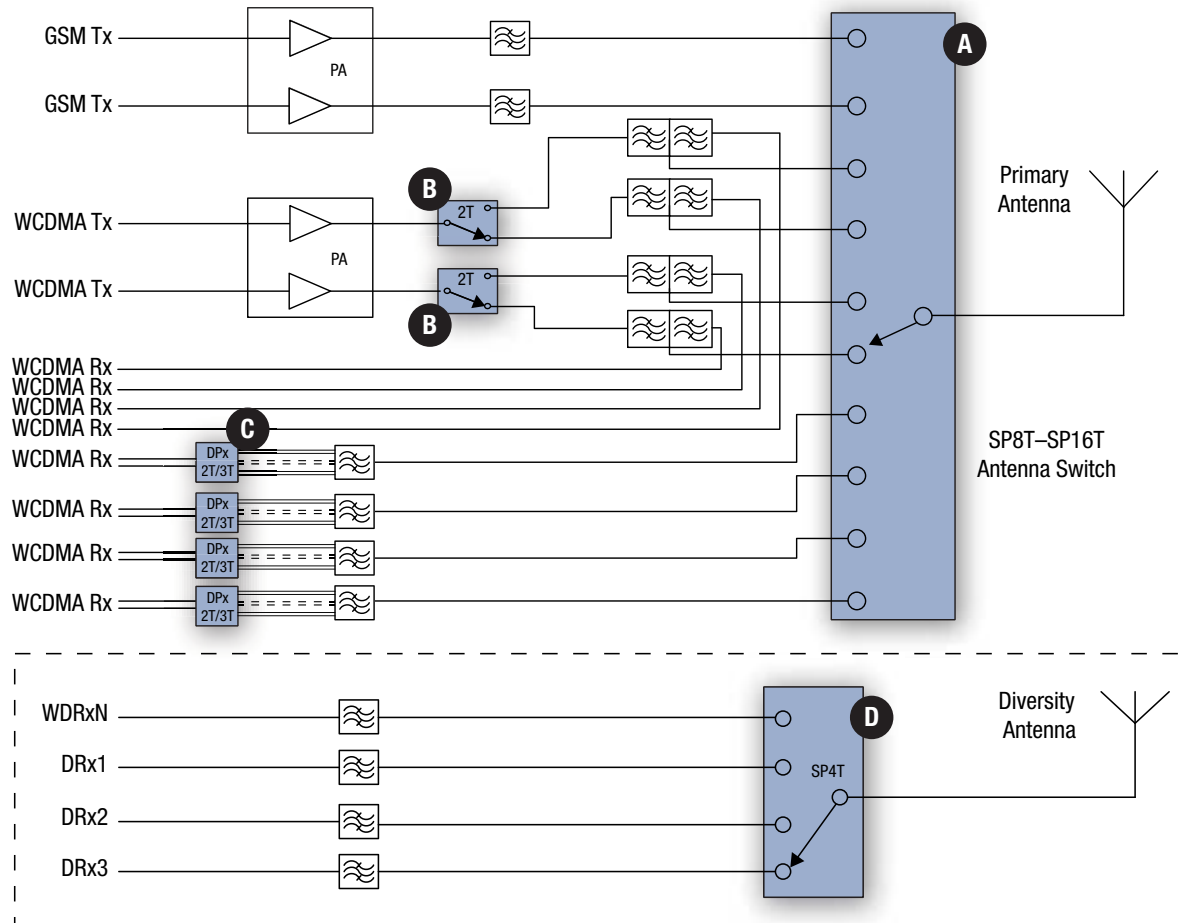 GSM Tx
PA
A
GSM Tx
B
2T
Primary
Antenna
WCDMA Tx
PA
WCDMA Tx
2T
B
WCDMA Rx
WCDMA Rx
WCDMA Rx
WCDMA Rx
C
SP8T–SP16T
Antenna Switch
WCDMA Rx
DPx
2T/3T
WCDMA Rx
DPx
2T/3T
WCDMA Rx
DPx
2T/3T
WCDMA Rx
DPx
2T/3T
WDRxN
D
Diversity
Antenna
DRx1
SP4T
DRx2
DRx3